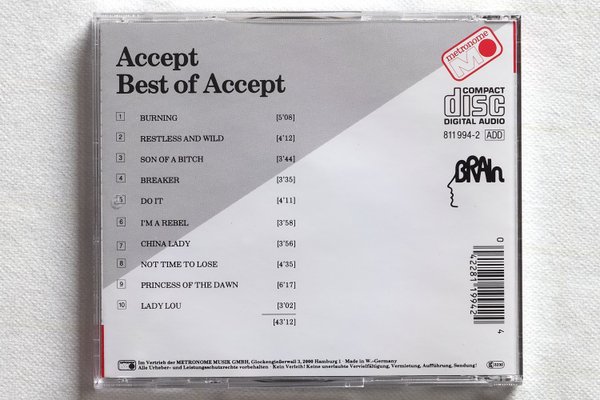 Accept
Best of Accept
metronome
M
COMPACT
disc
DIGITAL AUDIO
811 994-2 ADD
BRAIn
1 BURNING [5'08]
2 RESTLESS AND WILD [4'12]
3 SON OF A BITCH [3'44]
4 BREAKER [3'35]
5 DO IT [4'11]
6 I'M A REBEL [3'58]
7 CHINA LADY [3'56]
8 NOT TIME TO LOSE [4'35]
9 PRINCESS OF THE DAWN [6'17]
10 LADY LOU [3'02]
[43'12]
0 42281 19942 4
Im Vertrieb der METRONOME MUSIK GMBH, Glockengießerwall 3, 2000 Hamburg 1 · Made in W.-Germany
Alle Urheber- und Leistungsschutzrechte vorbehalten · Kein Verleih! Keine unerlaubte Vervielfältigung, Vermietung, Aufführung, Sendung!